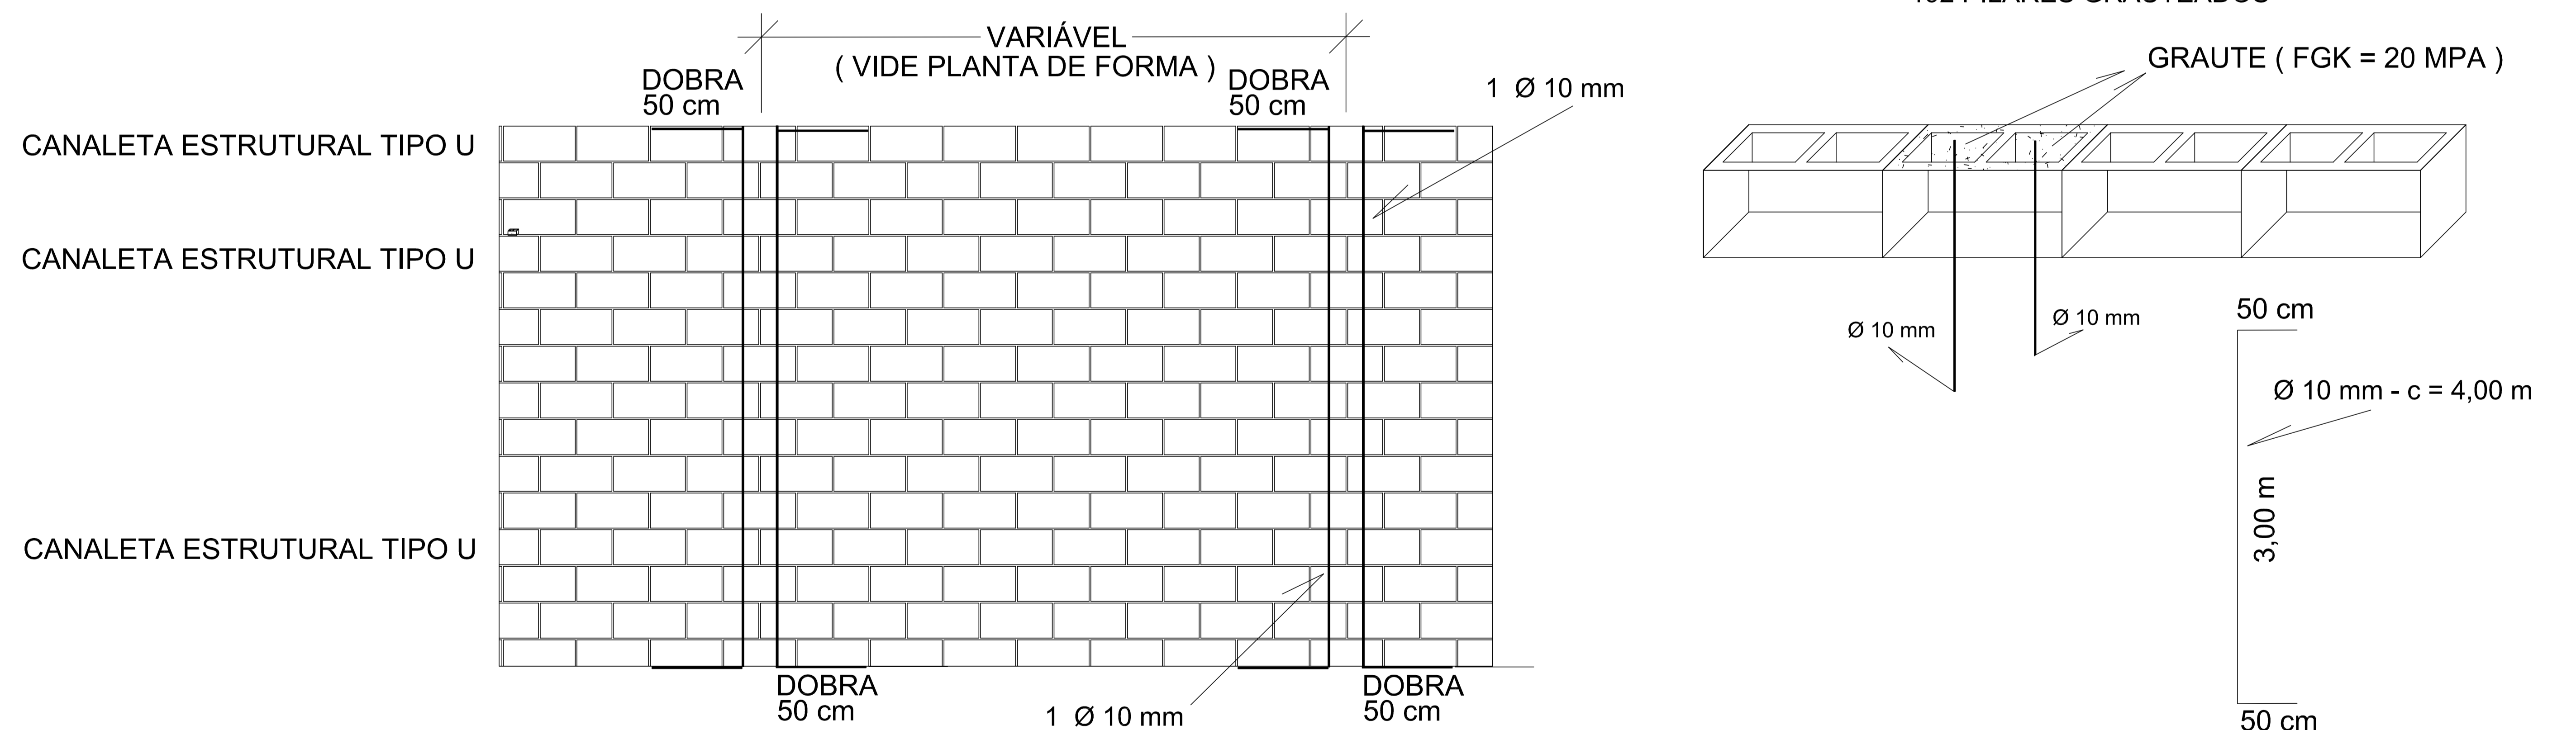 VARIÁVEL
( VIDE PLANTA DE FORMA )
DOBRA
50 cm
DOBRA
50 cm
1 Ø 10 mm
CANALETA ESTRUTURAL TIPO U
CANALETA ESTRUTURAL TIPO U
CANALETA ESTRUTURAL TIPO U
DOBRA
50 cm
1 Ø 10 mm
DOBRA
50 cm
GRAUTE ( FGK = 20 MPA )
Ø 10 mm
Ø 10 mm
50 cm
Ø 10 mm - c = 4,00 m
3,00 m
50 cm